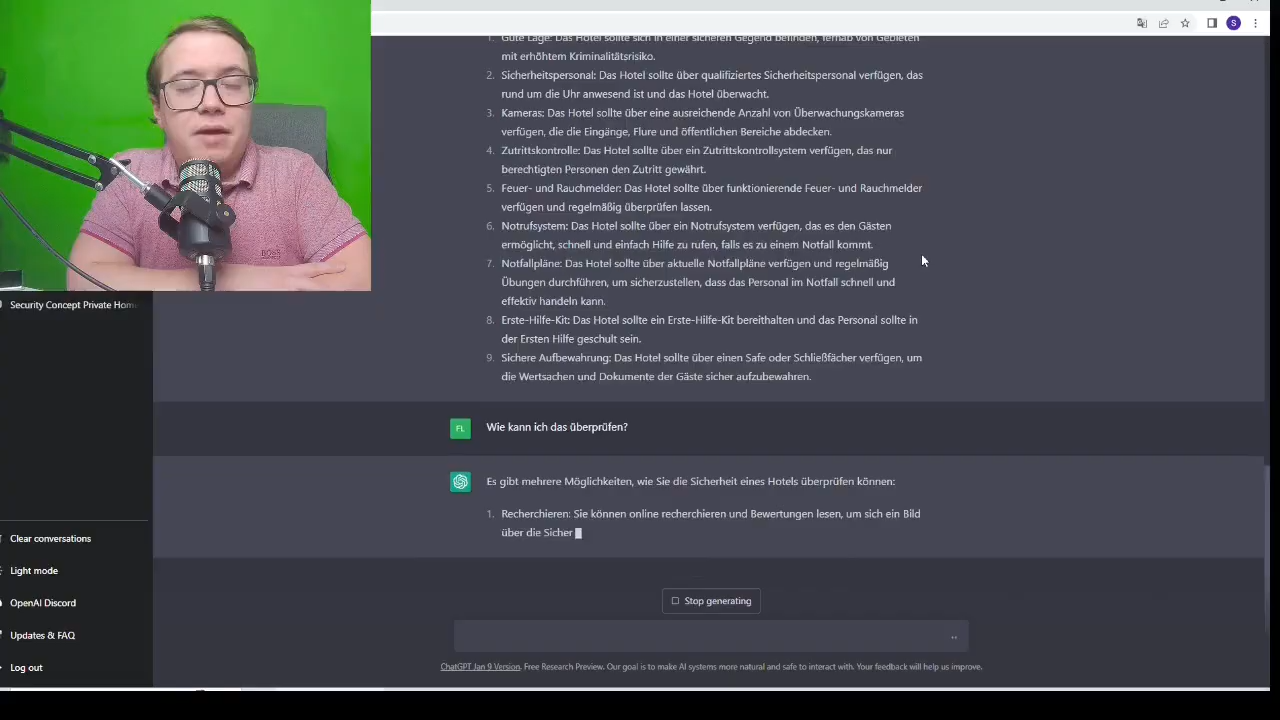 S
1. Gute Lage: Das Hotel sollte sich in einer sicheren Gegend befinden, fernab von Gebieten
mit erhöhtem Kriminalitätsrisiko.
2. Sicherheitspersonal: Das Hotel sollte über qualifiziertes Sicherheitspersonal verfügen, das
rund um die Uhr anwesend ist und das Hotel überwacht.
3. Kameras: Das Hotel sollte über eine ausreichende Anzahl von Überwachungskameras
verfügen, die die Eingänge, Flure und öffentlichen Bereiche abdecken.
4. Zutrittskontrolle: Das Hotel sollte über ein Zutrittskontrollsystem verfügen, das nur
berechtigten Personen den Zutritt gewährt.
5. Feuer- und Rauchmelder: Das Hotel sollte über funktionierende Feuer- und Rauchmelder
verfügen und regelmäßig überprüfen lassen.
6. Notrufsystem: Das Hotel sollte über ein Notrufsystem verfügen, das es den Gästen
ermöglicht, schnell und einfach Hilfe zu rufen, falls es zu einem Notfall kommt.
7. Notfallpläne: Das Hotel sollte über aktuelle Notfallpläne verfügen und regelmäßig
Übungen durchführen, um sicherzustellen, dass das Personal im Notfall schnell und
effektiv handeln kann.
8. Erste-Hilfe-Kit: Das Hotel sollte ein Erste-Hilfe-Kit bereithalten und das Personal sollte in
der Ersten Hilfe geschult sein.
9. Sichere Aufbewahrung: Das Hotel sollte über einen Safe oder Schließfächer verfügen, um
die Wertsachen und Dokumente der Gäste sicher aufzubewahren.
FL
Wie kann ich das überprüfen?
Es gibt mehrere Möglichkeiten, wie Sie die Sicherheit eines Hotels überprüfen können:
1. Recherchieren: Sie können online recherchieren und Bewertungen lesen, um sich ein Bild
über die Sicher
Stop generating
ChatGPT Jan 9 Version. Free Research Preview. Our goal is to make AI systems more natural and safe to interact with. Your feedback will help us improve.
Security Concept Private Hom
Clear conversations
Light mode
OpenAI Discord
Updates & FAQ
Log out